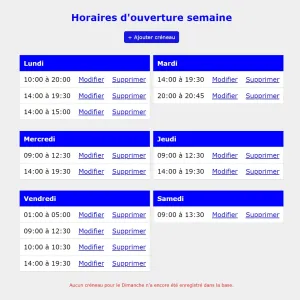 Horaires d'ouverture semaine
+ Ajouter créneau
Lundi
10:00 à 20:00 Modifier Supprimer
14:00 à 19:30 Modifier Supprimer
14:00 à 15:00 Modifier Supprimer
Mardi
14:00 à 19:30 Modifier Supprimer
20:00 à 20:45 Modifier Supprimer
Mercredi
09:00 à 12:30 Modifier Supprimer
14:00 à 19:30 Modifier Supprimer
Jeudi
09:00 à 12:30 Modifier Supprimer
14:00 à 19:30 Modifier Supprimer
Vendredi
01:00 à 05:00 Modifier Supprimer
09:00 à 12:30 Modifier Supprimer
10:00 à 10:30 Modifier Supprimer
14:00 à 19:30 Modifier Supprimer
Samedi
09:00 à 13:30 Modifier Supprimer
Aucun créneau pour le Dimanche n'a encore été enregistré dans la base.